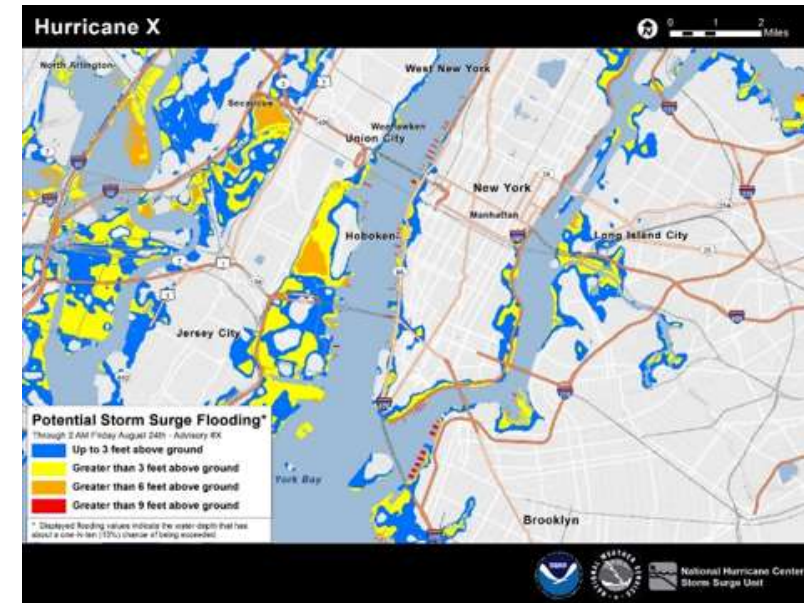 Hurricane X
0 1 2
Miles
North Arlington
West New York
Secaucus
Weehawken
Union City
New York
Manhattan
Hoboken
Long Island City
Jersey City
York Bay
Brooklyn
Potential Storm Surge Flooding*
Through 2 AM Friday August 24th - Advisory #X
Up to 3 feet above ground
Greater than 3 feet above ground
Greater than 6 feet above ground
Greater than 9 feet above ground
* Displayed flooding values indicate the water depth that has
about a one-in-ten (10%) chance of being exceeded
National Hurricane Center
Storm Surge Unit